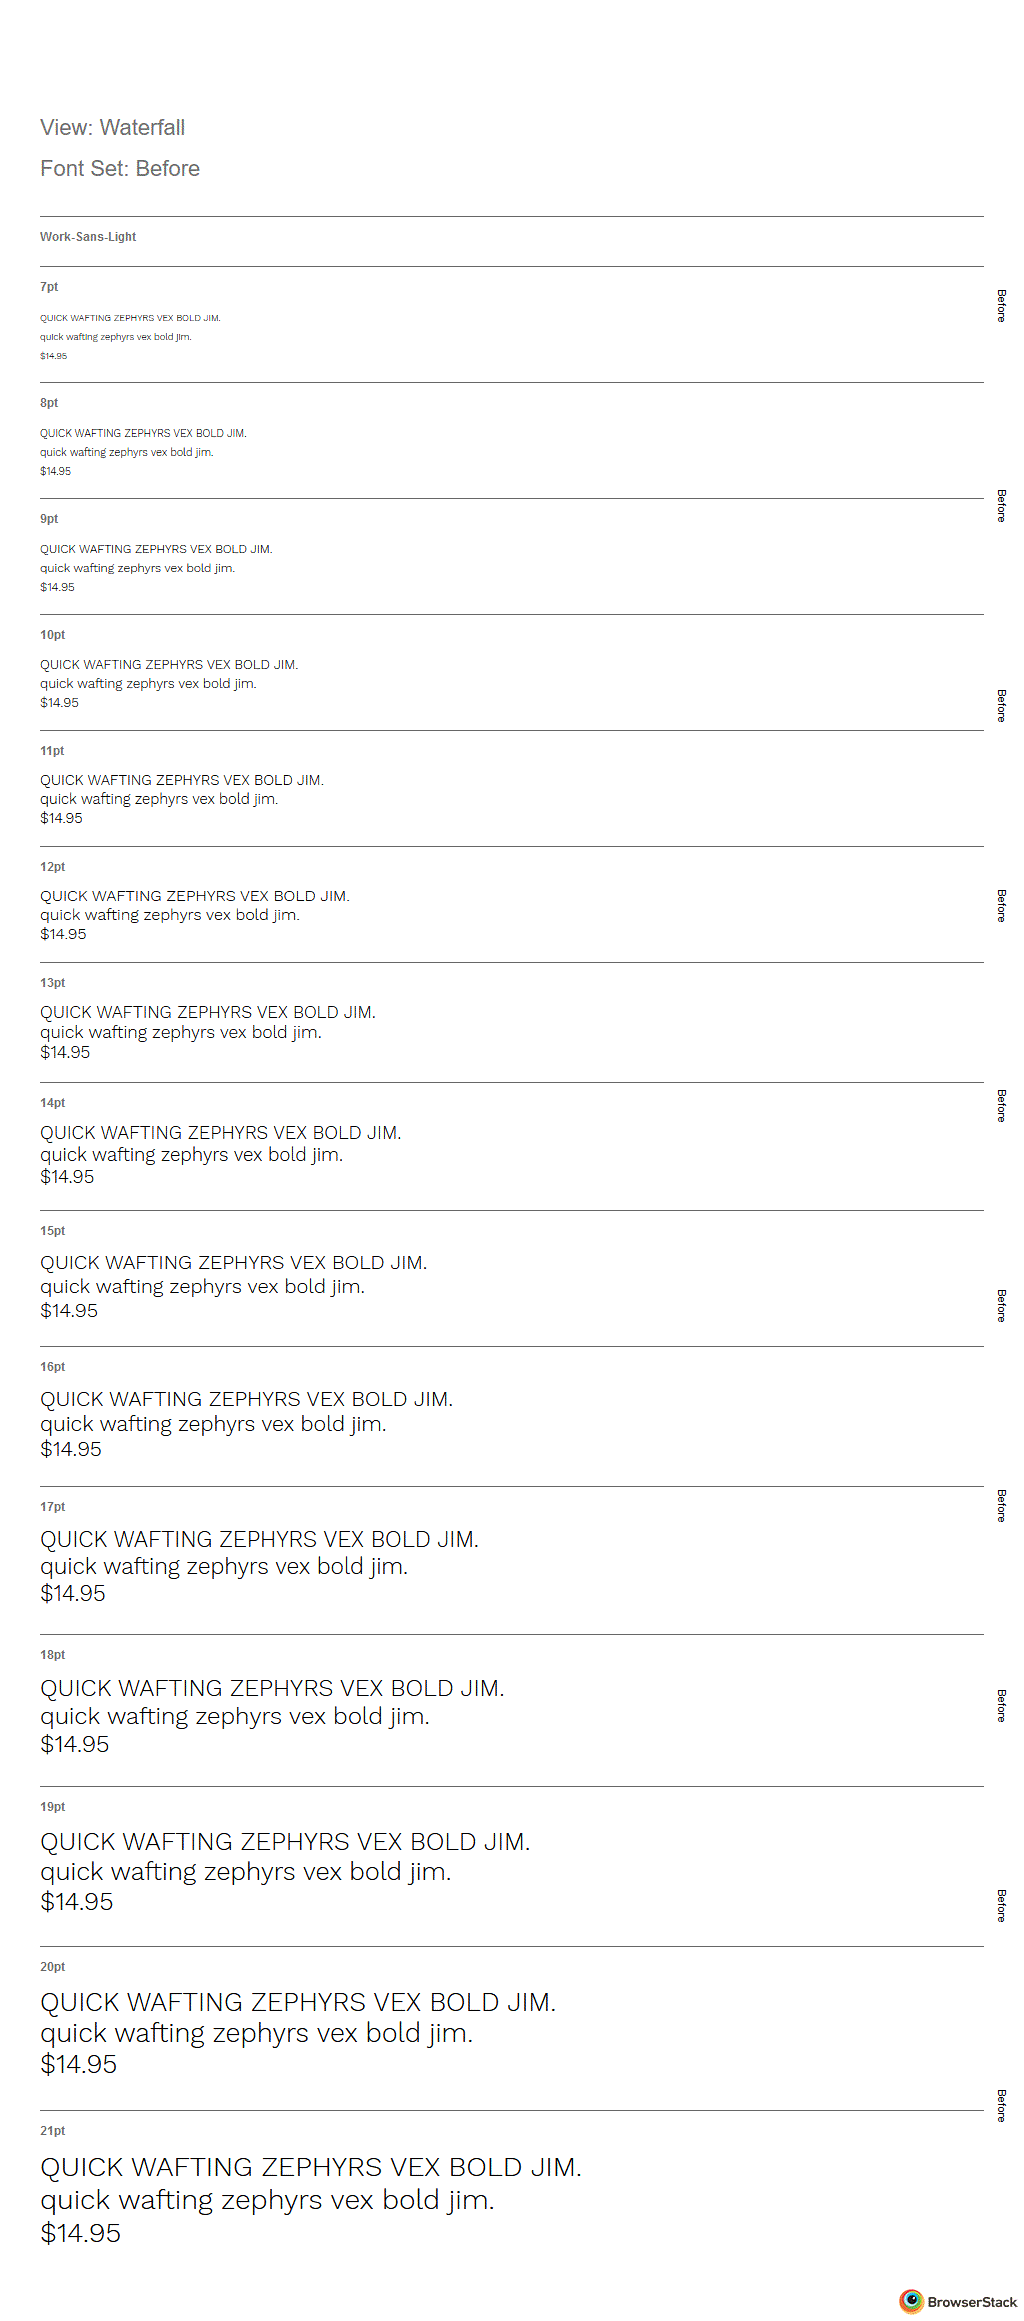 View: Waterfall
Font Set: Before
Work-Sans-Light
7pt
QUICK WAFTING ZEPHYRS VEX BOLD JIM.
quick wafting zephyrs vex bold jim.
$14.95
Before
8pt
QUICK WAFTING ZEPHYRS VEX BOLD JIM.
quick wafting zephyrs vex bold jim.
$14.95
Before
9pt
QUICK WAFTING ZEPHYRS VEX BOLD JIM.
quick wafting zephyrs vex bold jim.
$14.95
10pt
QUICK WAFTING ZEPHYRS VEX BOLD JIM.
quick wafting zephyrs vex bold jim.
$14.95
Before
11pt
QUICK WAFTING ZEPHYRS VEX BOLD JIM.
quick wafting zephyrs vex bold jim.
$14.95
12pt
QUICK WAFTING ZEPHYRS VEX BOLD JIM.
quick wafting zephyrs vex bold jim.
$14.95
Before
13pt
QUICK WAFTING ZEPHYRS VEX BOLD JIM.
quick wafting zephyrs vex bold jim.
$14.95
14pt
QUICK WAFTING ZEPHYRS VEX BOLD JIM.
quick wafting zephyrs vex bold jim.
$14.95
Before
15pt
QUICK WAFTING ZEPHYRS VEX BOLD JIM.
quick wafting zephyrs vex bold jim.
$14.95
Before
16pt
QUICK WAFTING ZEPHYRS VEX BOLD JIM.
quick wafting zephyrs vex bold jim.
$14.95
17pt
QUICK WAFTING ZEPHYRS VEX BOLD JIM.
quick wafting zephyrs vex bold jim.
$14.95
Before
18pt
QUICK WAFTING ZEPHYRS VEX BOLD JIM.
quick wafting zephyrs vex bold jim.
$14.95
Before
19pt
QUICK WAFTING ZEPHYRS VEX BOLD JIM.
quick wafting zephyrs vex bold jim.
$14.95
Before
20pt
QUICK WAFTING ZEPHYRS VEX BOLD JIM.
quick wafting zephyrs vex bold jim.
$14.95
Before
21pt
QUICK WAFTING ZEPHYRS VEX BOLD JIM.
quick wafting zephyrs vex bold jim.
$14.95
BrowserStack